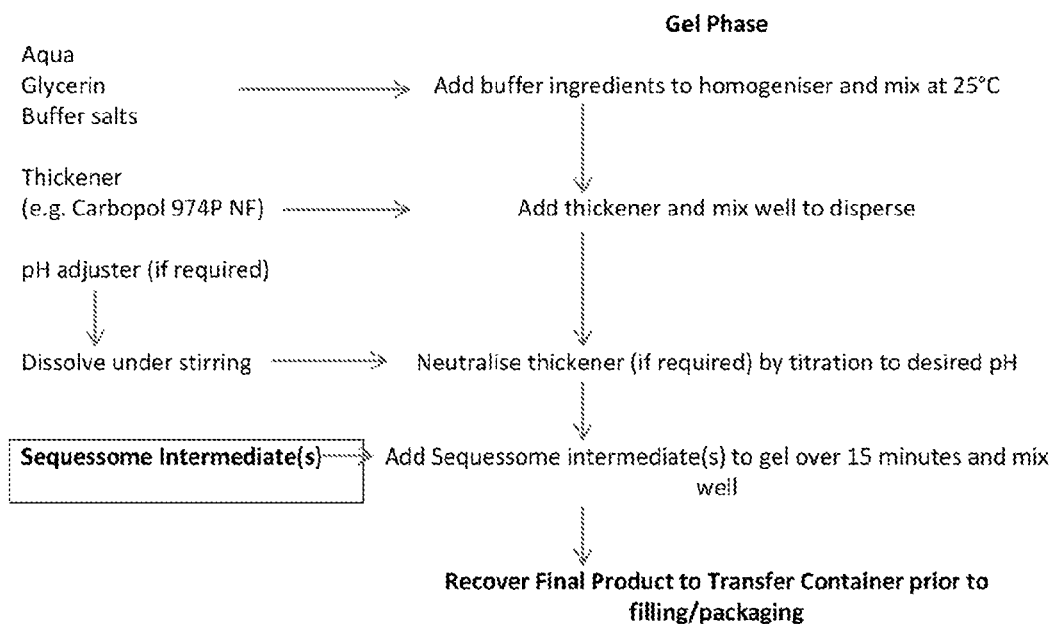 Gel Phase
Aqua
Glycerin
Buffer salts
Add buffer ingredients to homogeniser and mix at 25°C
Thickener
(e.g. Carbopol 974P NF)
Add thickener and mix well to disperse
pH adjuster (if required)
Dissolve under stirring
Neutralise thickener (if required) by titration to desired pH
Sequessome Intermediate(s)
Add Sequessome intermediate(s) to gel over 15 minutes and mix
well
Recover Final Product to Transfer Container prior to
filling/packaging